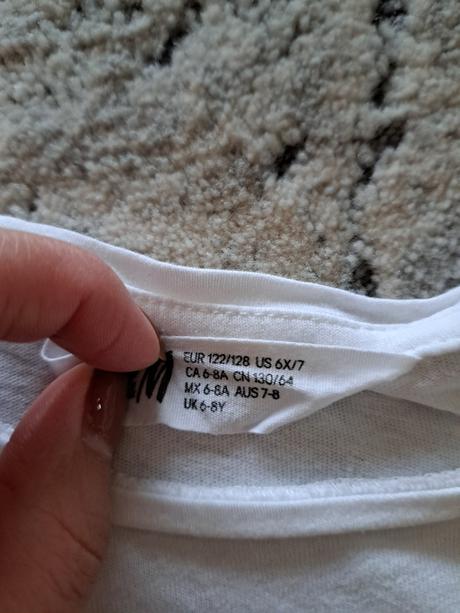 EUR 122/128 US 6X/7
CA 6-8A CN 130/64
MX 6-8A AUS 7-8
UK 6-8Y